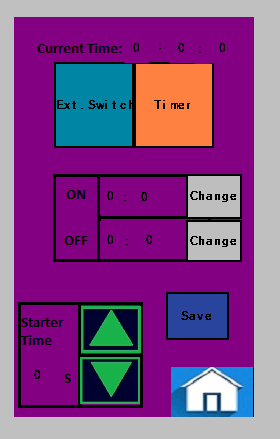 Current Time: 0 : 0 : 0
Ext.Switch Timer
ON 0 : 0 Change
OFF 0 : 0 Change
Save
Starter
Time
0 S